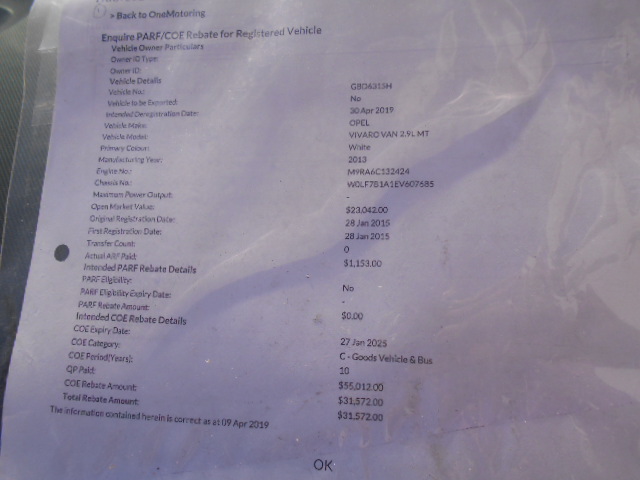 > Back to OneMotoring
Enquire PARF/COE Rebate for Registered Vehicle
Vehicle Owner Particulars
Owner ID Type:
Owner ID:
Vehicle Details
Vehicle No.: GBD6315H
Vehicle to be Exported: No
Intended Deregistration Date: 30 Apr 2019
Vehicle Make: OPEL
Vehicle Model: VIVARO VAN 2.9L MT
Primary Colour: White
Manufacturing Year: 2013
Engine No.: M9RA6C132424
Chassis No.: W0LF7B1A1EV607685
Maximum Power Output: -
Open Market Value: $23,042.00
Original Registration Date: 28 Jan 2015
First Registration Date: 28 Jan 2015
Transfer Count: 0
Actual ARF Paid: $1,153.00
Intended PARF Rebate Details
PARF Eligibility: No
PARF Eligibility Expiry Date: -
PARF Rebate Amount: $0.00
Intended COE Rebate Details
COE Expiry Date: 27 Jan 2025
COE Category: C - Goods Vehicle & Bus
COE Period(Years): 10
QP Paid: $55,012.00
COE Rebate Amount: $31,572.00
Total Rebate Amount: $31,572.00
The information contained herein is correct as at 09 Apr 2019
OK